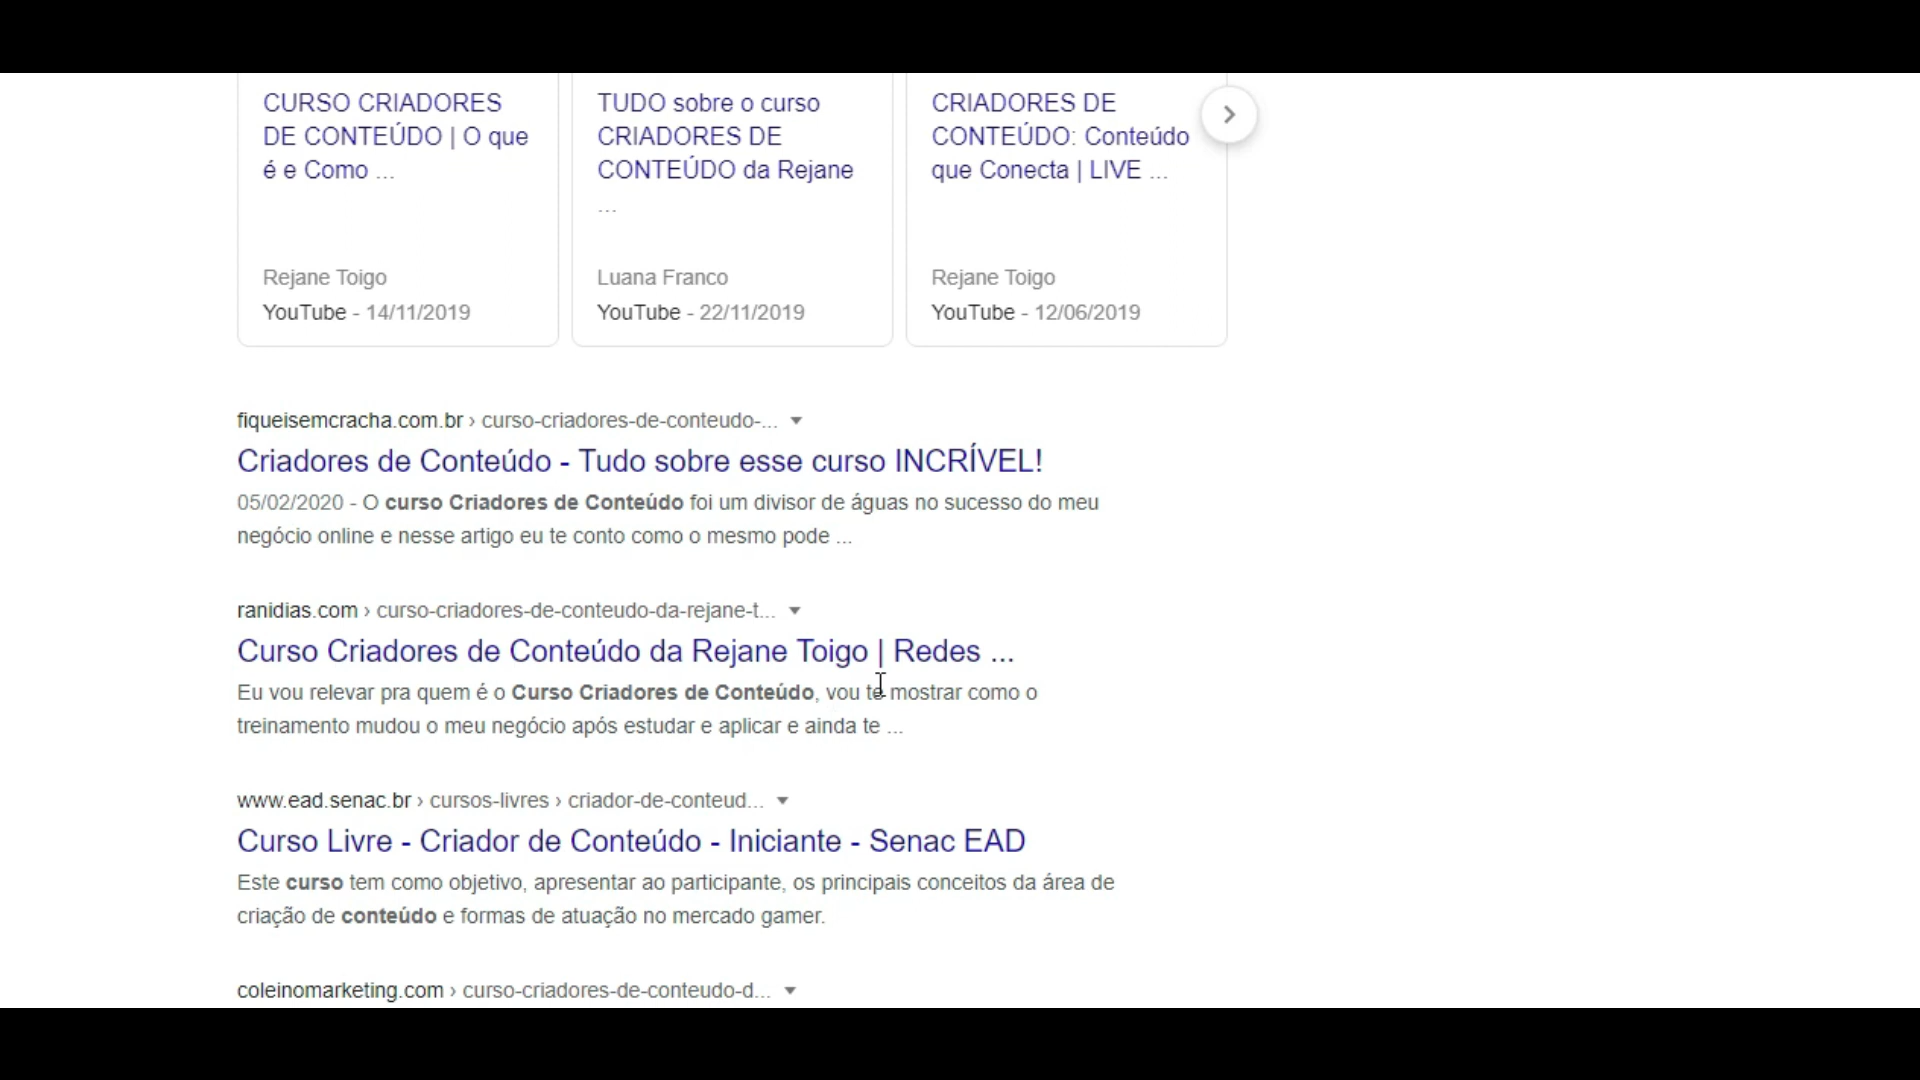 CURSO CRIADORES
DE CONTEÚDO | O que
é e Como ...
Rejane Toigo
YouTube - 14/11/2019
TUDO sobre o curso
CRIADORES DE
CONTEÚDO da Rejane
...
Luana Franco
YouTube - 22/11/2019
CRIADORES DE
CONTEÚDO: Conteúdo
que Conecta | LIVE ...
Rejane Toigo
YouTube - 12/06/2019
fiqueisemcracha.com.br › curso-criadores-de-conteudo-...
Criadores de Conteúdo - Tudo sobre esse curso INCRÍVEL!
05/02/2020 - O curso Criadores de Conteúdo foi um divisor de águas no sucesso do meu
negócio online e nesse artigo eu te conto como o mesmo pode ...
ranidias.com › curso-criadores-de-conteudo-da-rejane-t...
Curso Criadores de Conteúdo da Rejane Toigo | Redes ...
Eu vou relevar pra quem é o Curso Criadores de Conteúdo, vou te mostrar como o
treinamento mudou o meu negócio após estudar e aplicar e ainda te ...
www.ead.senac.br › cursos-livres › criador-de-conteud...
Curso Livre - Criador de Conteúdo - Iniciante - Senac EAD
Este curso tem como objetivo, apresentar ao participante, os principais conceitos da área de
criação de conteúdo e formas de atuação no mercado gamer.
coleinomarketing.com › curso-criadores-de-conteudo-d...